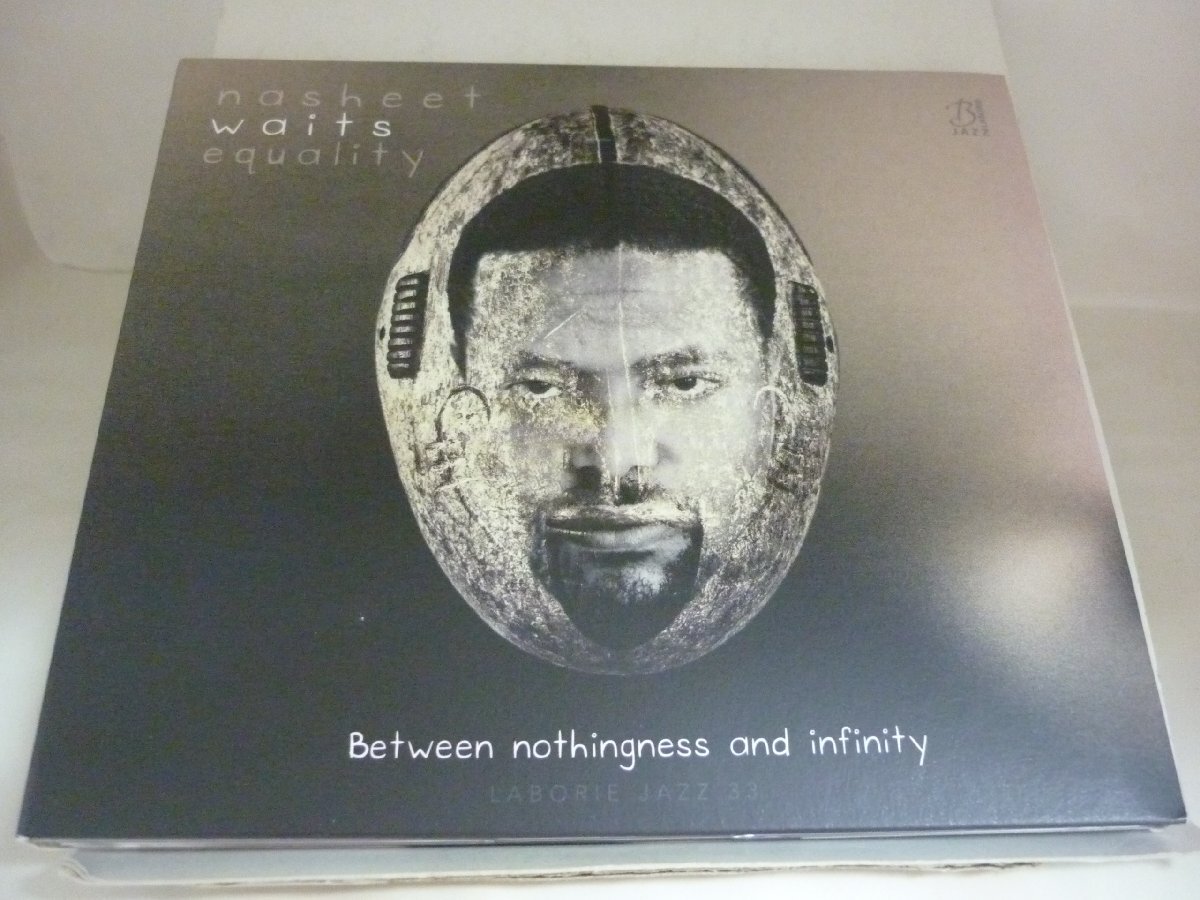 nasheet
waits
equality
JAZZ
Between nothingness and infinity
LABORIE JAZZ 33